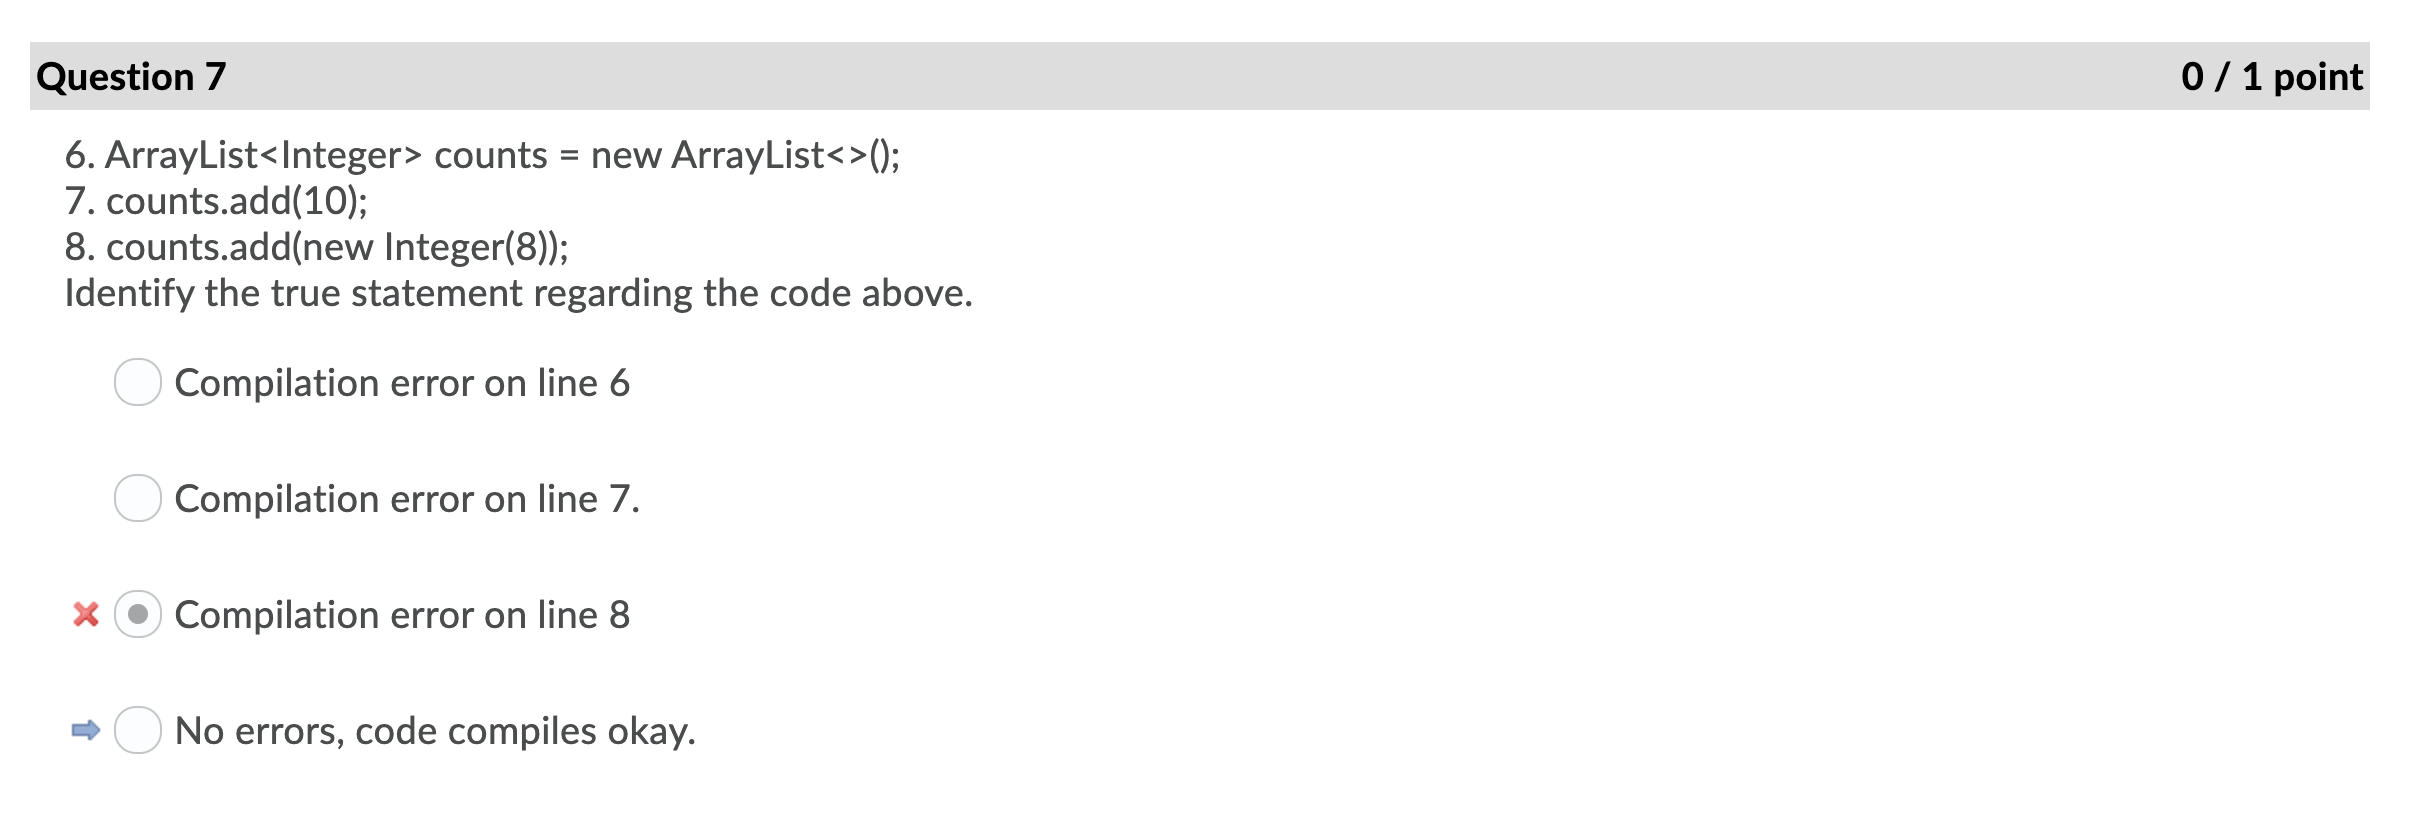 Question 7 0 / 1 point
6. ArrayList<Integer> counts = new ArrayList<>();
7. counts.add(10);
8. counts.add(new Integer(8));
Identify the true statement regarding the code above.
Compilation error on line 6
Compilation error on line 7.
Compilation error on line 8
No errors, code compiles okay.